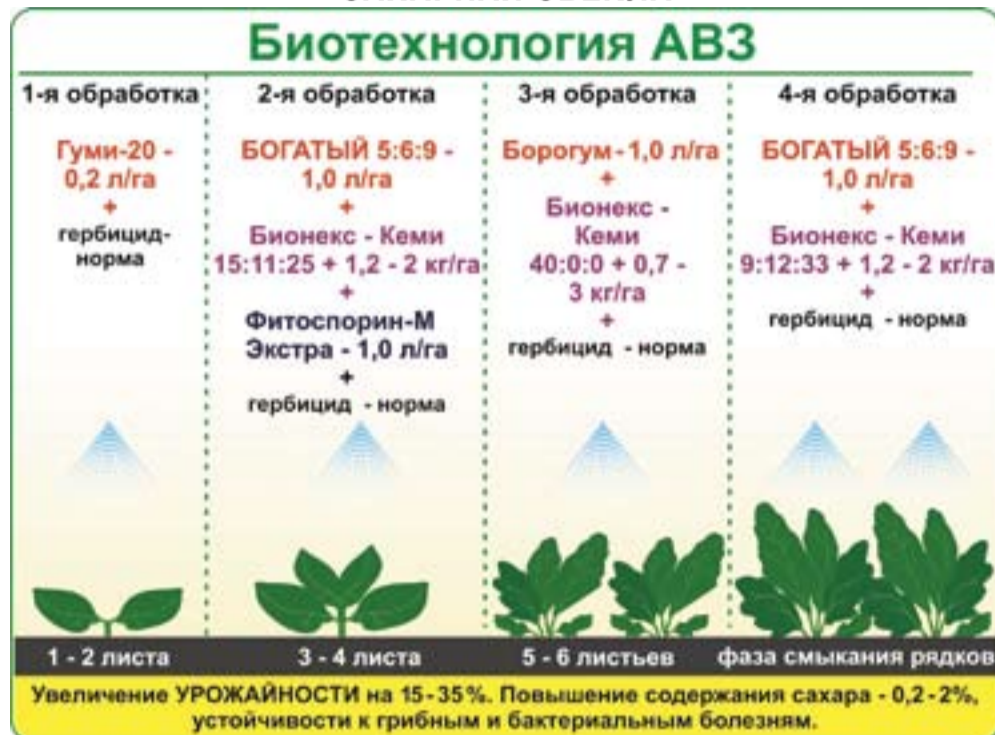 Биотехнология АВЗ
1-я обработка
Гуми-20 -
0,2 л/га
+
гербицид-
норма
2-я обработка
БОГАТЫЙ 5:6:9 -
1,0 л/га
+
Бионекс - Кеми
15:11:25 + 1,2 - 2 кг/га
+
Фитоспорин-М
Экстра - 1,0 л/га
+
гербицид - норма
3-я обработка
Борогум - 1,0 л/га
+
Бионекс -
Кеми
40:0:0 + 0,7 -
3 кг/га
+
гербицид - норма
4-я обработка
БОГАТЫЙ 5:6:9 -
1,0 л/га
+
Бионекс - Кеми
9:12:33 + 1,2 - 2 кг/га
+
гербицид - норма
1 - 2 листа
3 - 4 листа
5 - 6 листьев
фаза смыкания рядков
Увеличение УРОЖАЙНОСТИ на 15-35%. Повышение содержания сахара - 0,2-2%,
устойчивости к грибным и бактериальным болезням.